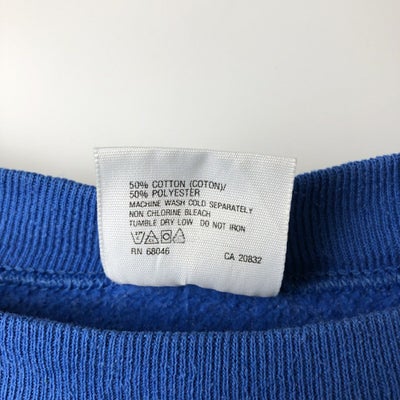 50% COTTON (COTON)/
50% POLYESTER
MACHINE WASH COLD SEPARATELY
NON CHLORINE BLEACH
TUMBLE DRY LOW DO NOT IRON
RN 68046 CA 20832